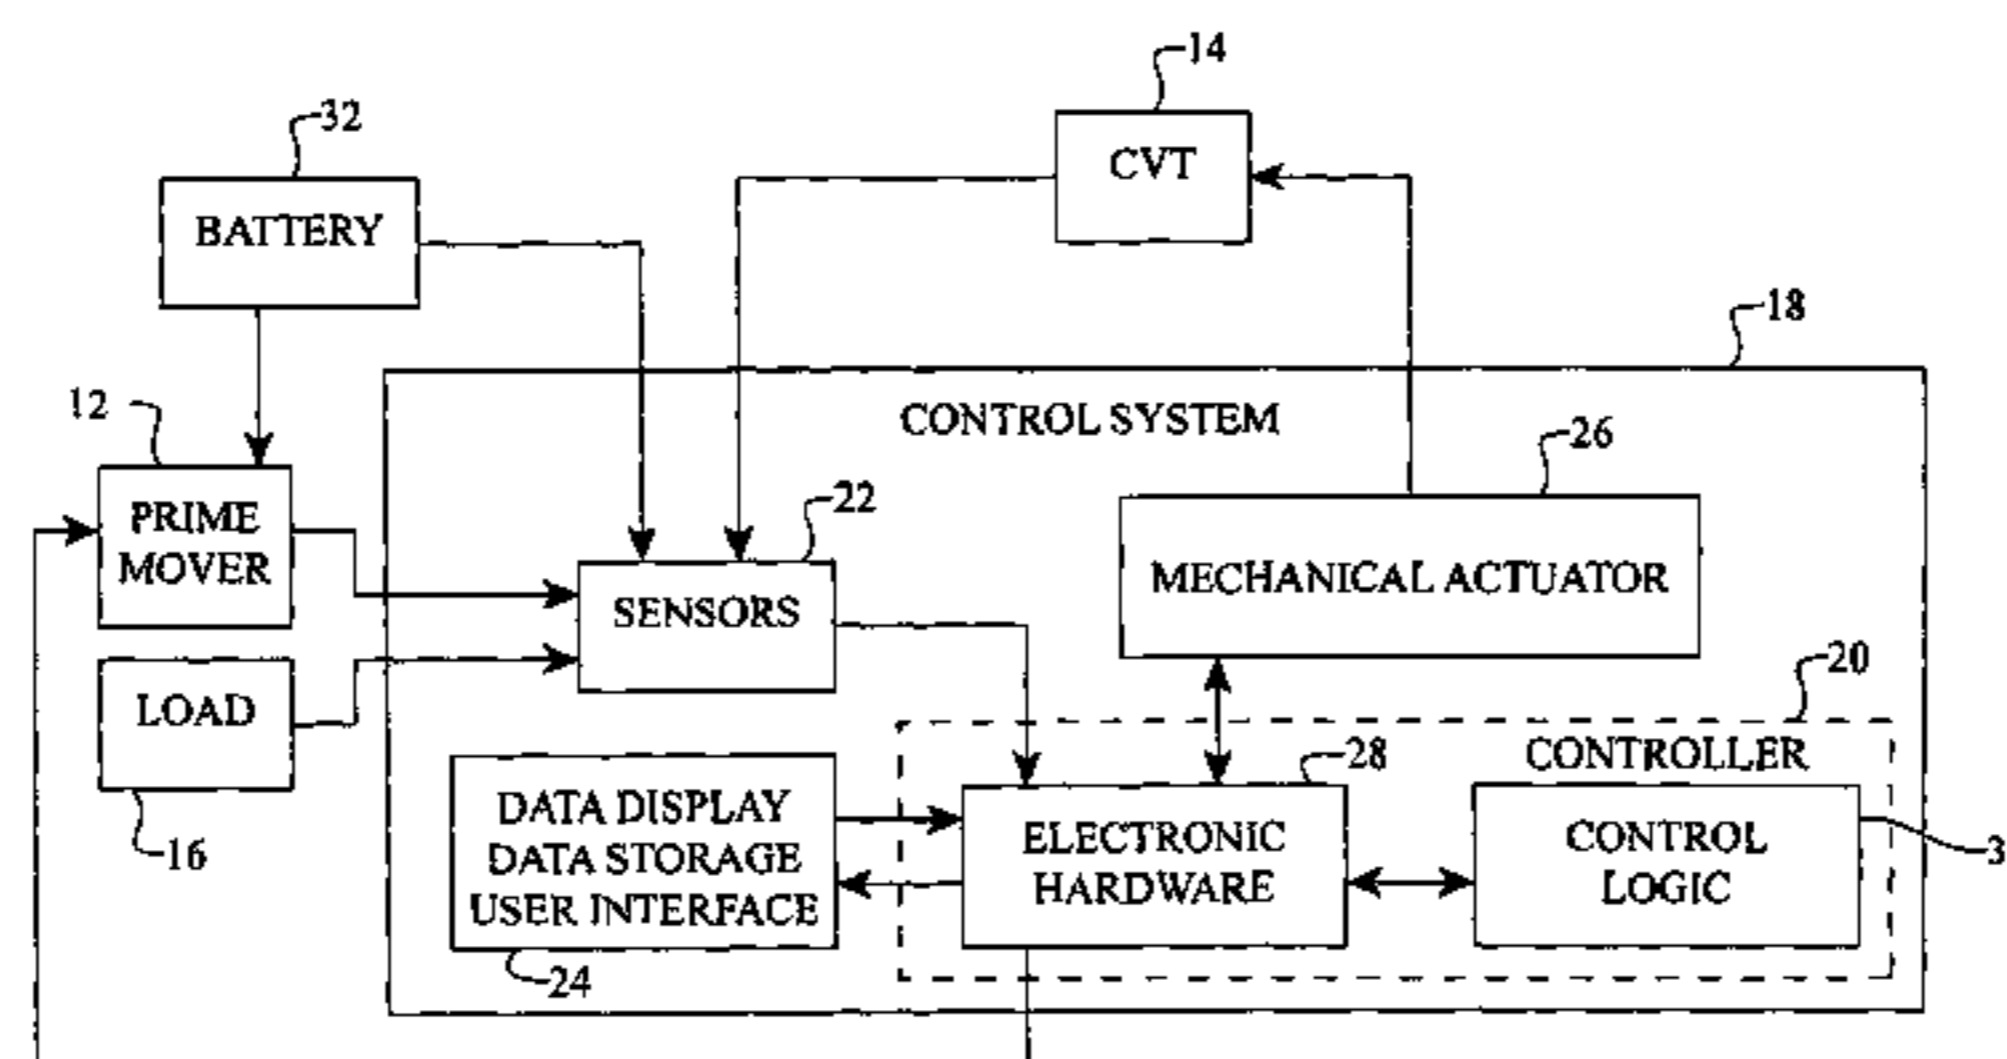 14
32
CVT
BATTERY
18
12
CONTROL SYSTEM
26
PRIME
MOVER
22
SENSORS
MECHANICAL ACTUATOR
20
LOAD
CONTROLLER
28
16
DATA DISPLAY
DATA STORAGE
USER INTERFACE
ELECTRONIC
HARDWARE
CONTROL
LOGIC
3
24